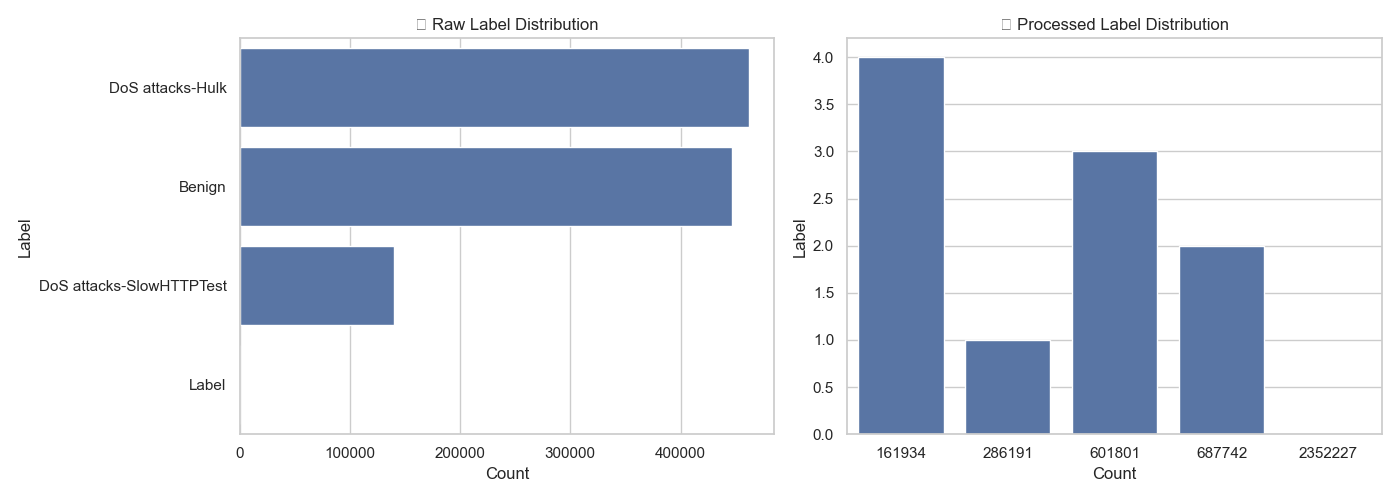 Raw Label Distribution
Label
DoS attacks-Hulk
Benign
DoS attacks-SlowHTTPTest
Label
0 100000 200000 300000 400000
Count
Processed Label Distribution
Label
4.0
3.5
3.0
2.5
2.0
1.5
1.0
0.5
0.0
161934 286191 601801 687742 2352227
Count